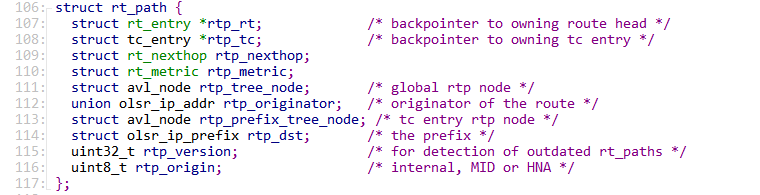 106: struct rt_path {
107:   struct rt_entry *rtp_rt;               /* backpointer to owning route head */
108:   struct tc_entry *rtp_tc;               /* backpointer to owning tc entry */
109:   struct rt_nexthop rtp_nexthop;
110:   struct rt_metric rtp_metric;
111:   struct avl_node rtp_tree_node;         /* global rtp node */
112:   union olsr_ip_addr rtp_originator;     /* originator of the route */
113:   struct avl_node rtp_prefix_tree_node; /* tc entry rtp node */
114:   struct olsr_ip_prefix rtp_dst;         /* the prefix */
115:   uint32_t rtp_version;                  /* for detection of outdated rt_paths */
116:   uint8_t rtp_origin;                    /* internal, MID or HNA */
117: };